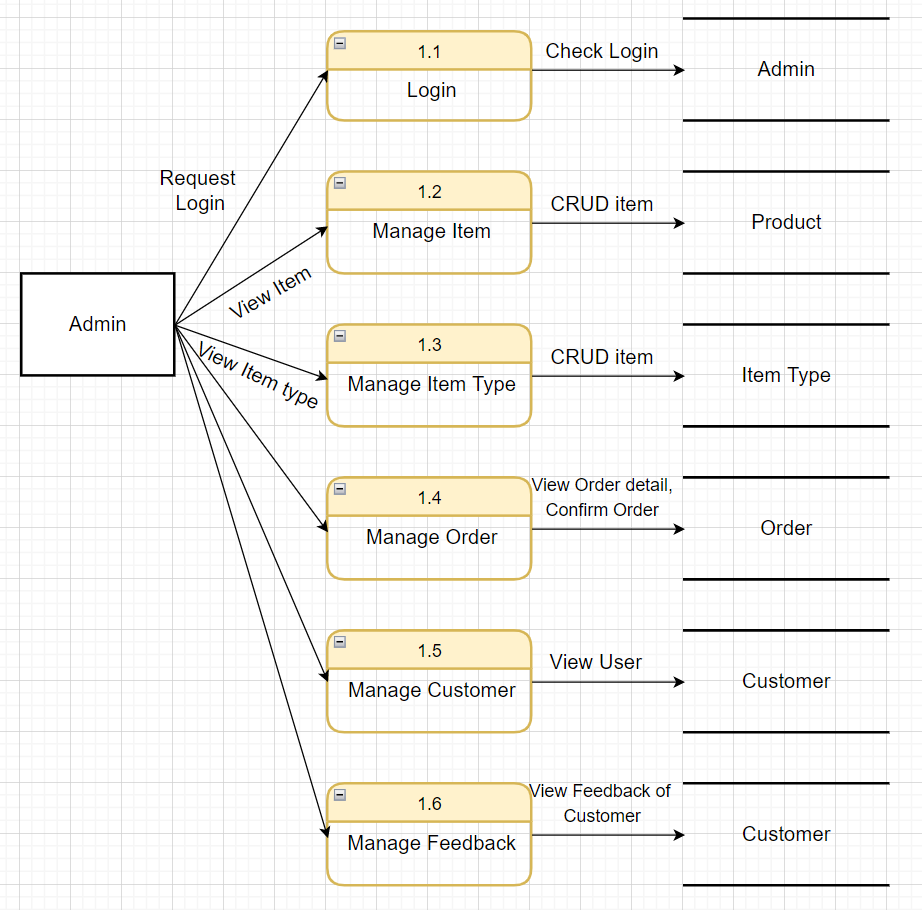 1.1
Check Login
Login
Admin
Request
Login
1.2
CRUD item
Manage Item
Product
View Item
Admin
1.3
CRUD item
Manage Item Type
Item Type
View Item type
1.4
View Order detail,
Confirm Order
Manage Order
Order
1.5
View User
Manage Customer
Customer
1.6
View Feedback of
Customer
Manage Feedback
Customer